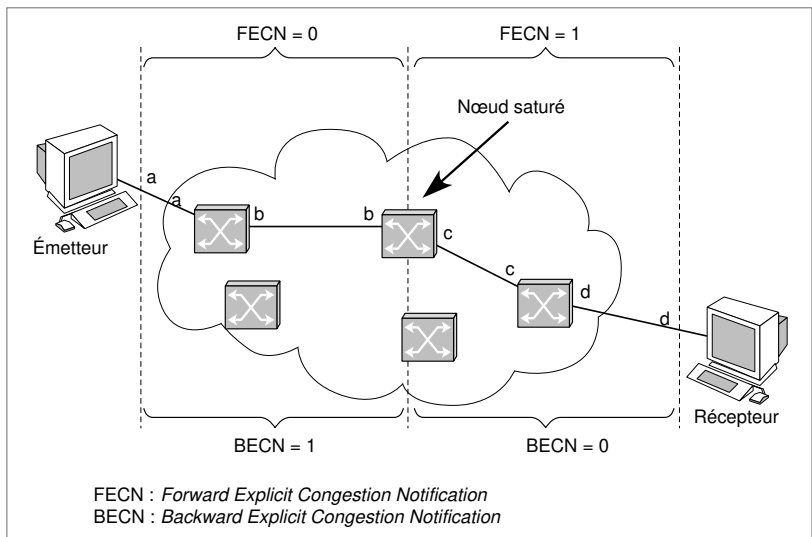 FECN = 0
FECN = 1
Nœud saturé
a
a
b
b
c
c
d
d
Émetteur
Récepteur
BECN = 1
BECN = 0
FECN : Forward Explicit Congestion Notification
BECN : Backward Explicit Congestion Notification